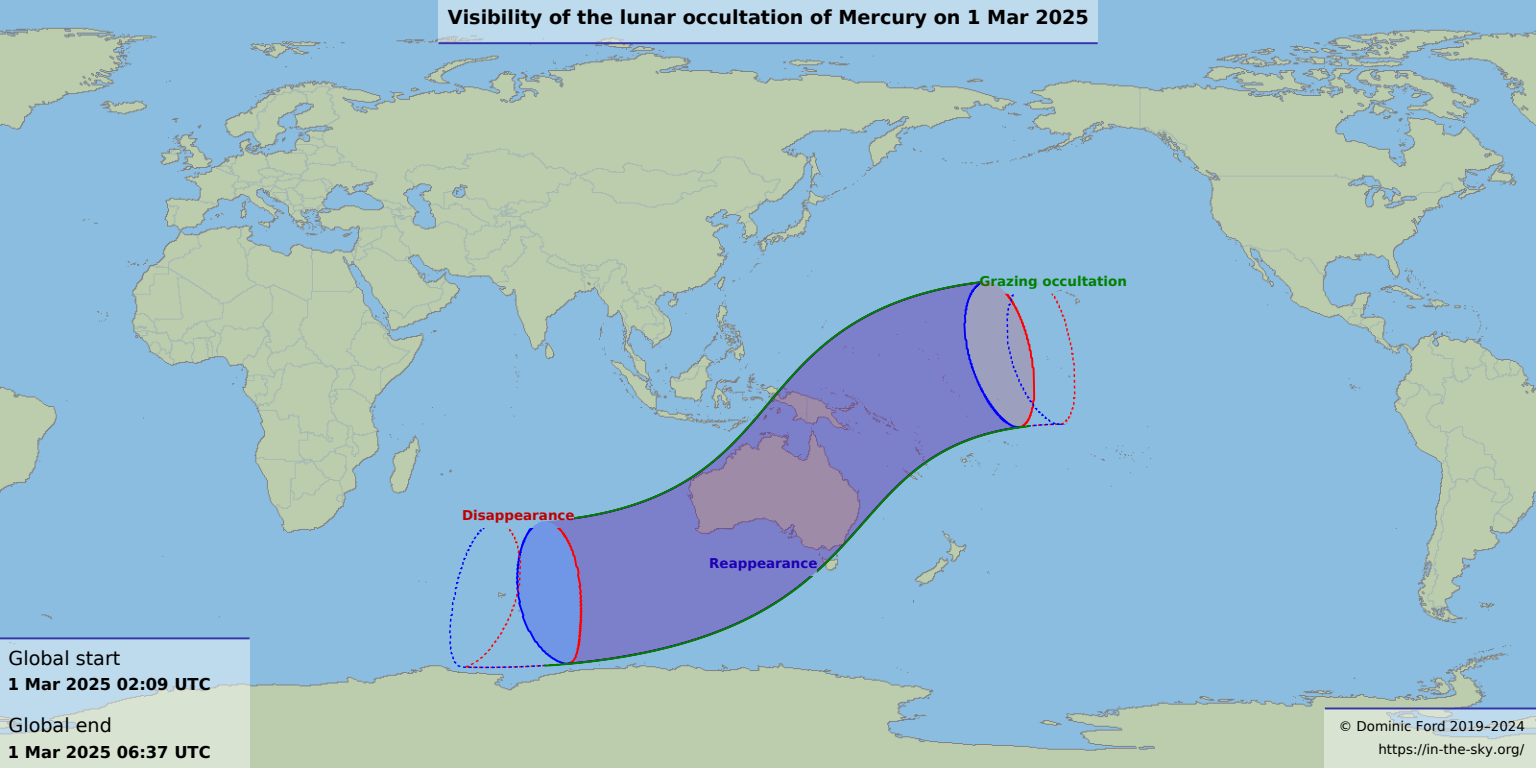 Visibility of the lunar occultation of Mercury on 1 Mar 2025
Grazing occultation
Disappearance
Reappearance
Global start
1 Mar 2025 02:09 UTC
Global end
1 Mar 2025 06:37 UTC
© Dominic Ford 2019–2024
https://in-the-sky.org/